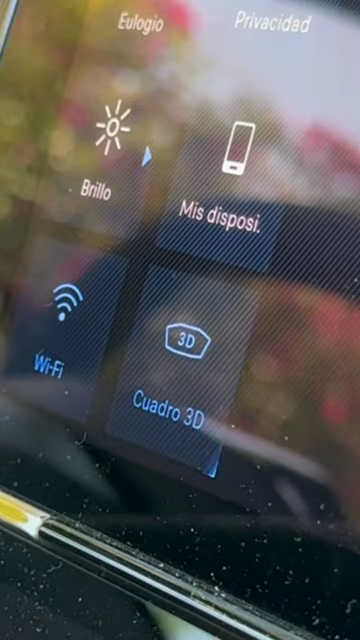 Eulogio
Privacidad
Brillo
Mis disposi.
Wi-Fi
3D
Cuadro 3D